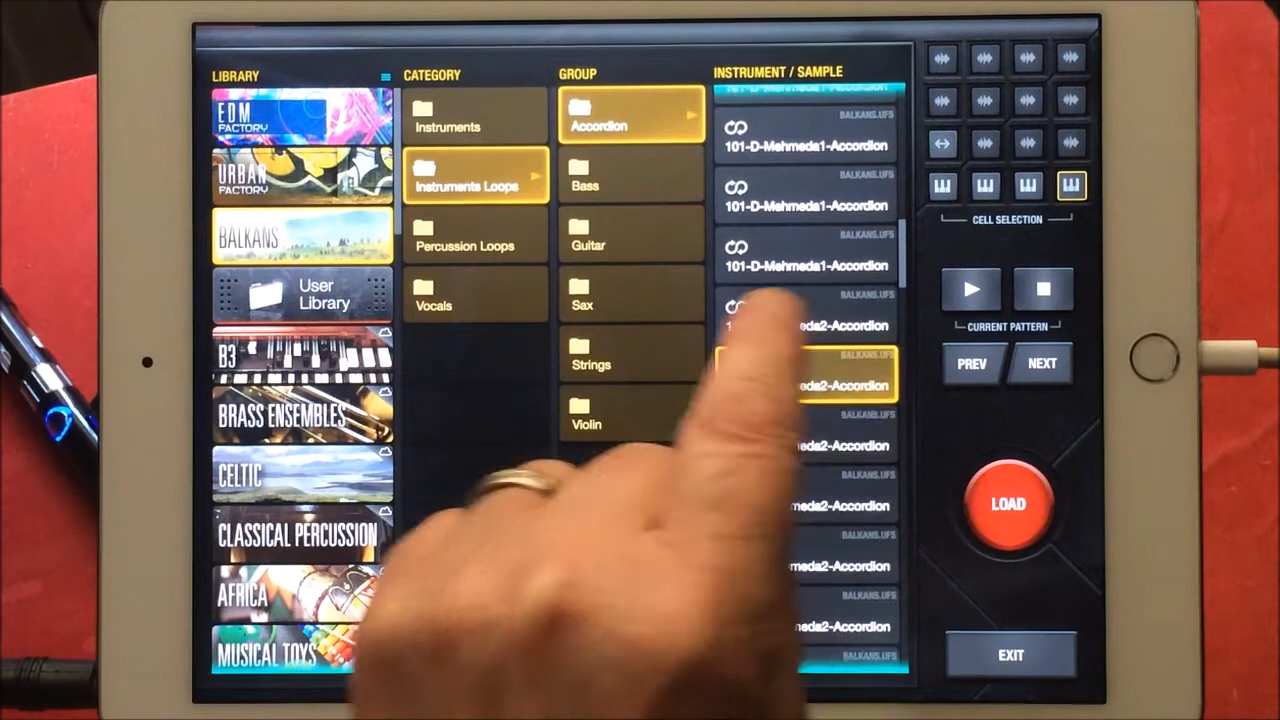 LIBRARY
CATEGORY
GROUP
INSTRUMENT / SAMPLE
EDM
FACTORY
URBAN
FACTORY
BALKANS
User
Library
B3
BRASS ENSEMBLES
CELTIC
CLASSICAL PERCUSSION
AFRICA
MUSICAL TOYS
Instruments
Instruments Loops
Percussion Loops
Vocals
Accordion
Bass
Guitar
Sax
Strings
Violin
BALKANS.UFS
101-D-Mehmeda1-Accordion
BALKANS.UFS
101-D-Mehmeda1-Accordion
BALKANS.UFS
101-D-Mehmeda1-Accordion
BALKANS.UFS
eda2-Accordion
BALKANS.UFS
eda2-Accordion
BALKANS.UFS
meda2-Accordion
BALKANS.UFS
meda2-Accordion
BALKANS.UFS
meda2-Accordion
BALKANS.UFS
meda2-Accordion
BALKANS.UFS
CELL SELECTION
CURRENT PATTERN
PREV
NEXT
LOAD
EXIT